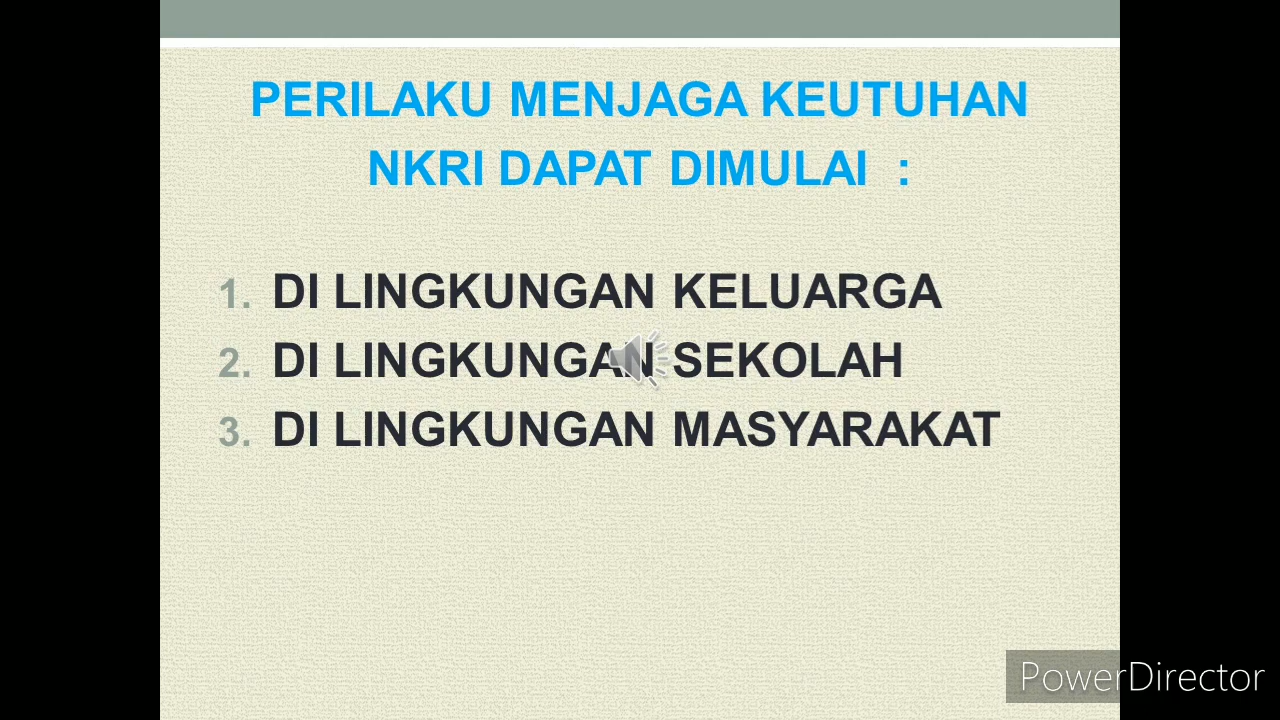 PERILAKU MENJAGA KEUTUHAN
NKRI DAPAT DIMULAI :
1. DI LINGKUNGAN KELUARGA
2. DI LINGKUNGAN SEKOLAH
3. DI LINGKUNGAN MASYARAKAT
PowerDirector